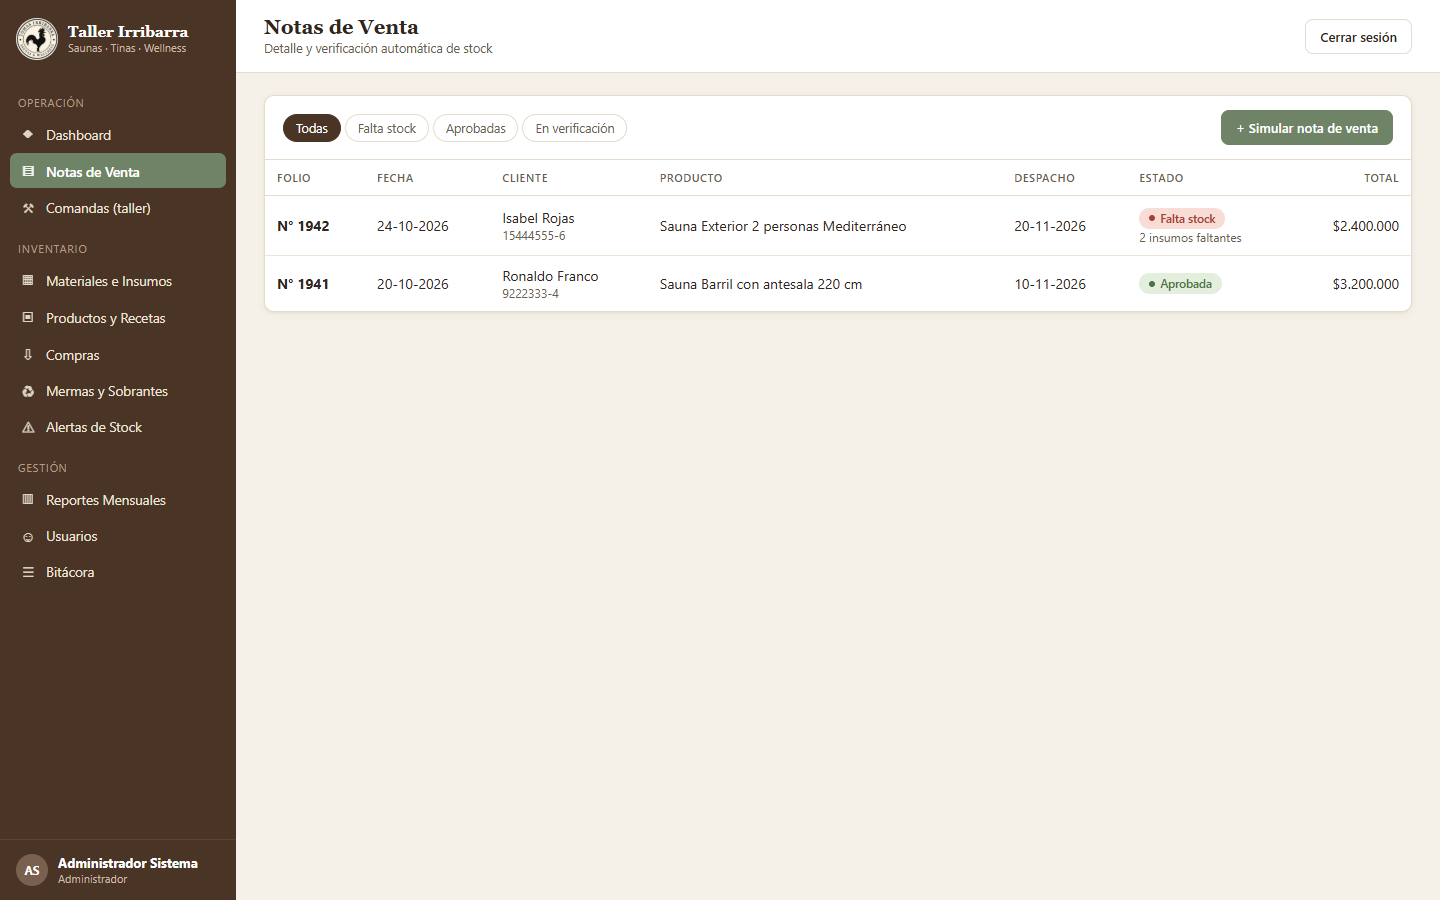 Taller Irribarra
Saunas · Tinas · Wellness
OPERACIÓN
Dashboard
Notas de Venta
Comandas (taller)
INVENTARIO
Materiales e Insumos
Productos y Recetas
Compras
Mermas y Sobrantes
Alertas de Stock
GESTIÓN
Reportes Mensuales
Usuarios
Bitácora
AS
Administrador Sistema
Administrador
Notas de Venta
Detalle y verificación automática de stock
Cerrar sesión
Todas Falta stock Aprobadas En verificación + Simular nota de venta
FOLIO FECHA CLIENTE PRODUCTO DESPACHO ESTADO TOTAL
N° 1942 24-10-2026 Isabel Rojas 15444555-6 Sauna Exterior 2 personas Mediterráneo 20-11-2026 Falta stock 2 insumos faltantes $2.400.000
N° 1941 20-10-2026 Ronaldo Franco 9222333-4 Sauna Barril con antesala 220 cm 10-11-2026 Aprobada $3.200.000